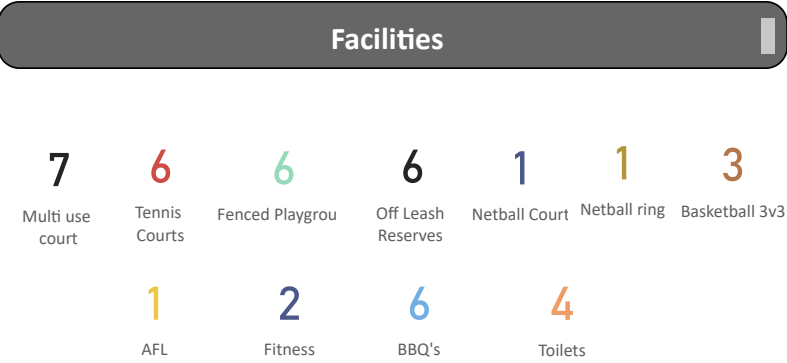 Facilities
7 6 6 6 1 1 3
Multi use court Tennis Courts Fenced Playgrou Off Leash Reserves Netball Court Netball ring Basketball 3v3
1 2 6 4
AFL Fitness BBQ's Toilets